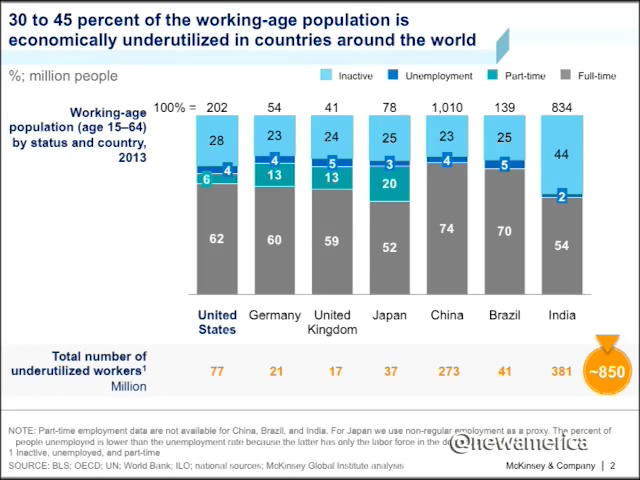 30 to 45 percent of the working-age population is
economically underutilized in countries around the world
%; million people
Inactive Unemployment Part-time Full-time
Working-age
population (age 15–64)
by status and country,
2013
100% = 202 54 41 78 1,010 139 834
28 23 24 25 23 25 44
4 4 5 3 4 5 2
6 13 13 20
62 60 59 52 74 70 54
United States Germany United Kingdom Japan China Brazil India
Total number of
underutilized workers1
Million
77 21 17 37 273 41 381 ~850
NOTE: Part-time employment data are not available for China, Brazil, and India. For Japan we use non-regular employment as a proxy. The percent of
people unemployed is lower than the unemployment rate because the latter has only the labor force in the
1 Inactive, unemployed, and part-time
SOURCE: BLS; OECD; UN; World Bank, ILO; national sources; McKinsey Global Institute analysis
@newamerica
McKinsey & Company | 2